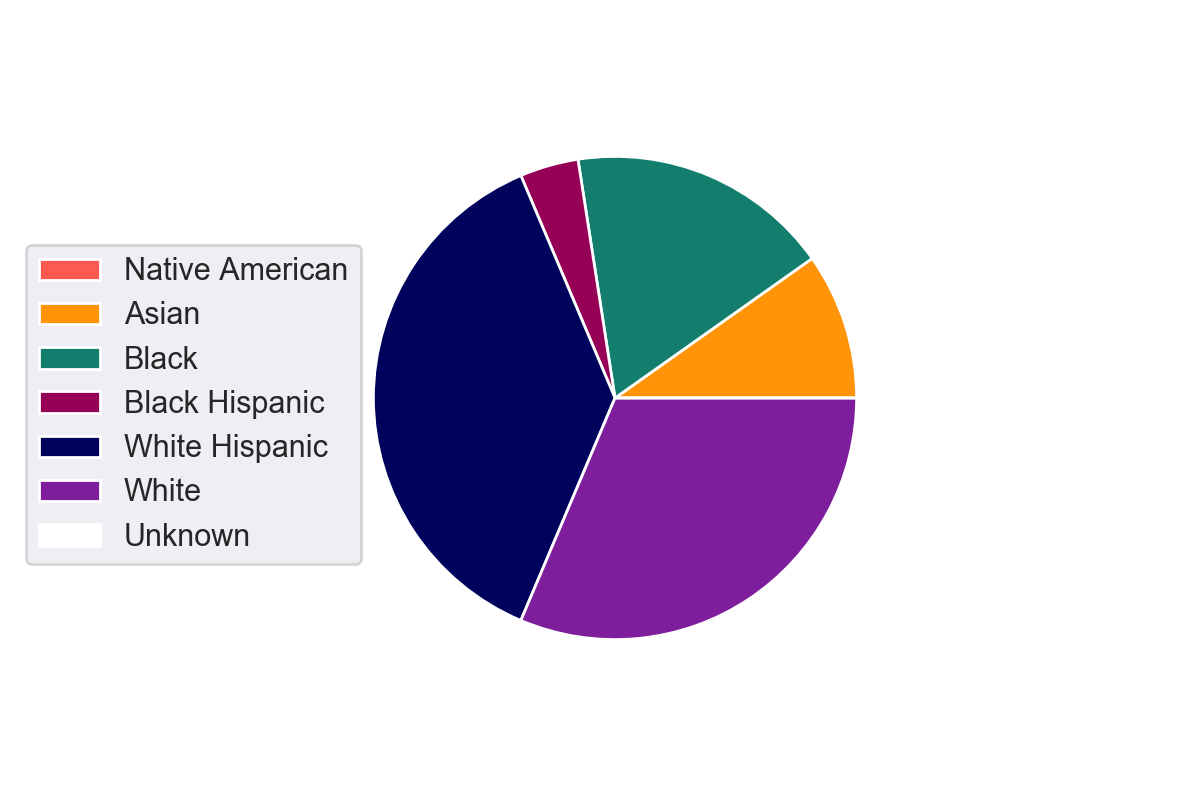 Native American
Asian
Black
Black Hispanic
White Hispanic
White
Unknown